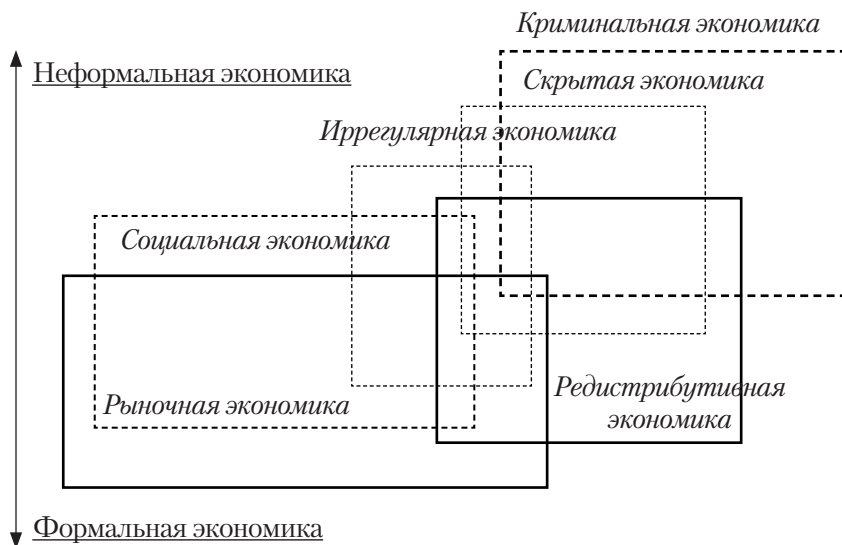 Криминальная экономика
Неформальная экономика
Скрытая экономика
Иррегулярная экономика
Социальная экономика
Рыночная экономика
Редистрибутивная
экономика
Формальная экономика